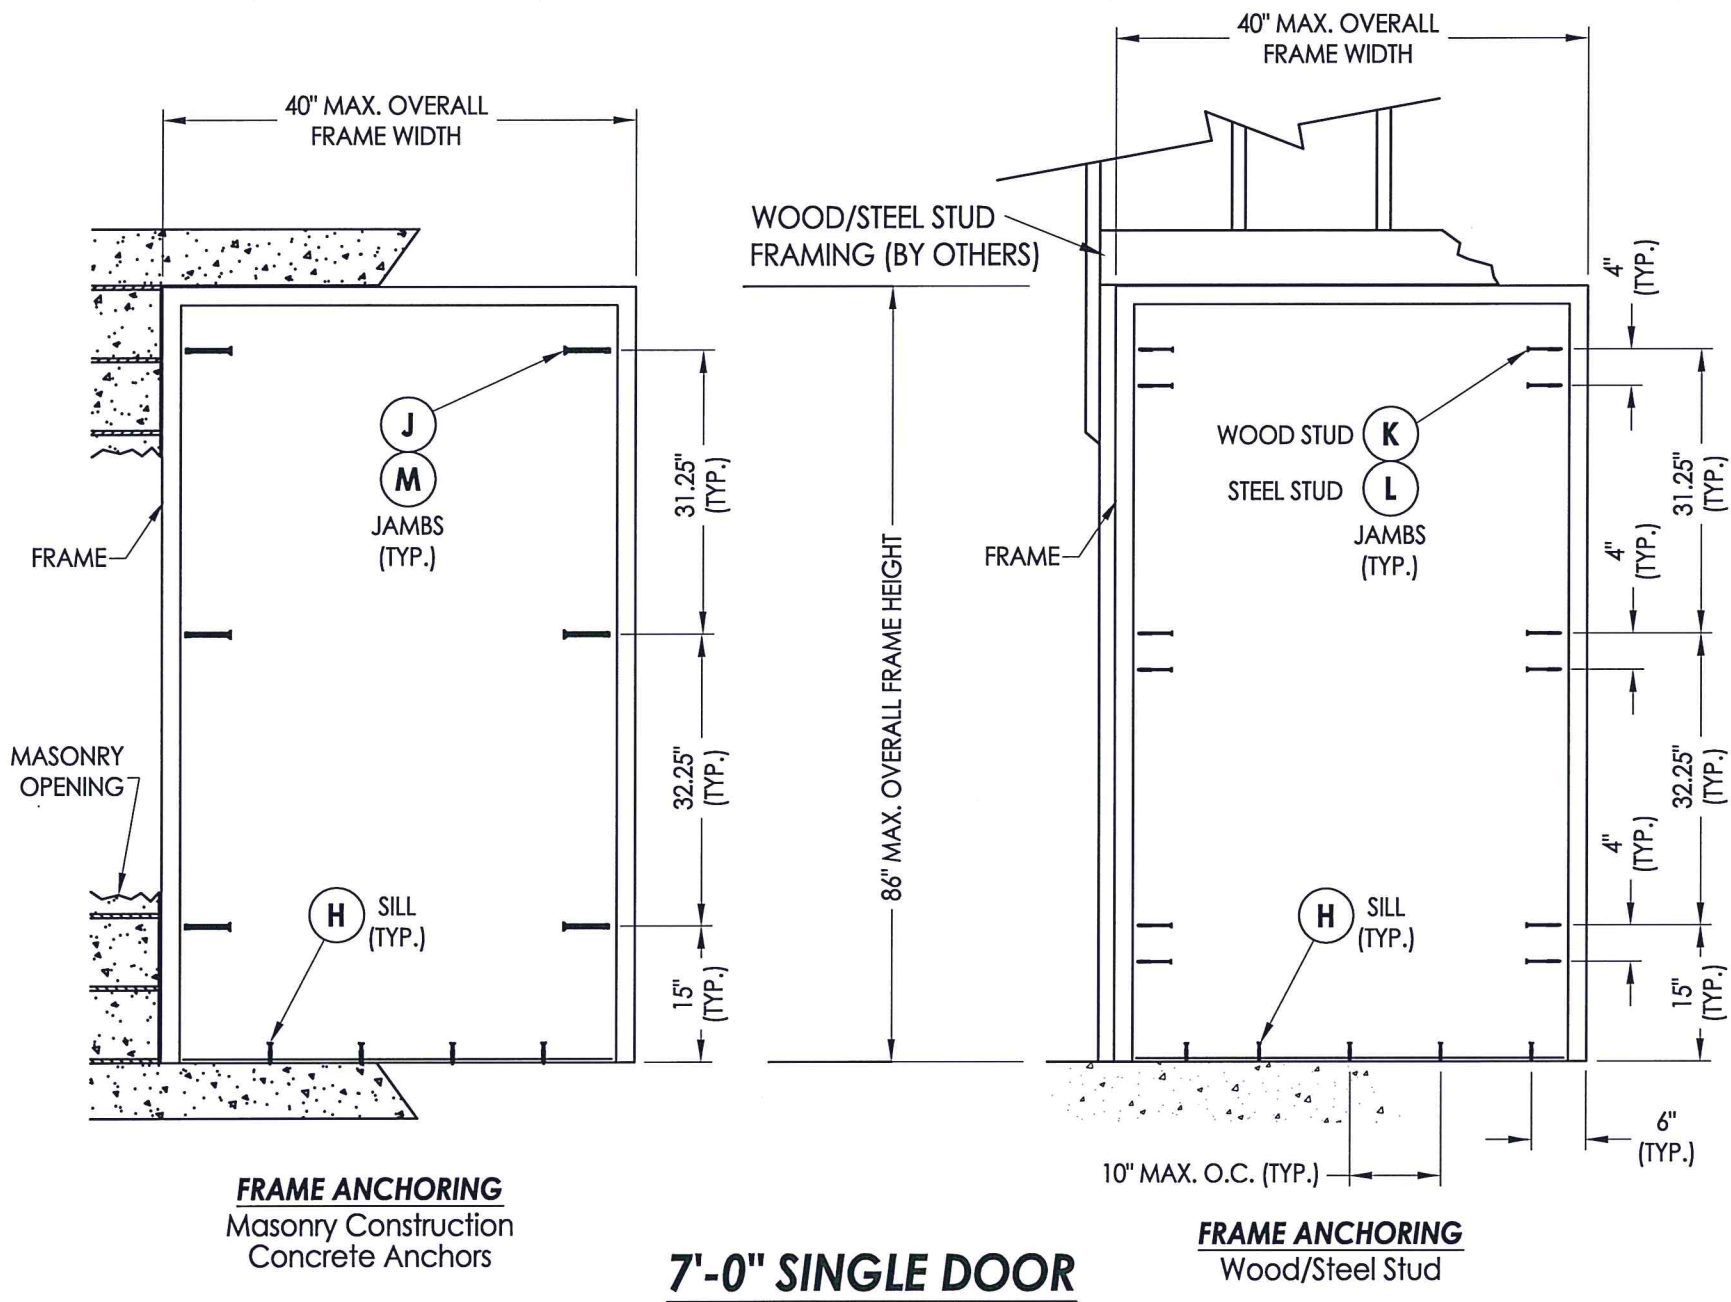 40" MAX. OVERALL
FRAME WIDTH
FRAME
MASONRY
OPENING
J
M
JAMBS
(TYP.)
H
SILL
(TYP.)
31.25"
(TYP.)
32.25"
(TYP.)
15"
(TYP.)
FRAME ANCHORING
Masonry Construction
Concrete Anchors
86" MAX. OVERALL FRAME HEIGHT
40" MAX. OVERALL
FRAME WIDTH
WOOD/STEEL STUD
FRAMING (BY OTHERS)
FRAME
WOOD STUD K
STEEL STUD L
JAMBS
(TYP.)
H
SILL
(TYP.)
4"
(TYP.)
31.25"
(TYP.)
4"
(TYP.)
32.25"
(TYP.)
4"
(TYP.)
15"
(TYP.)
6"
(TYP.)
10" MAX. O.C. (TYP.)
FRAME ANCHORING
Wood/Steel Stud
7'-0" SINGLE DOOR